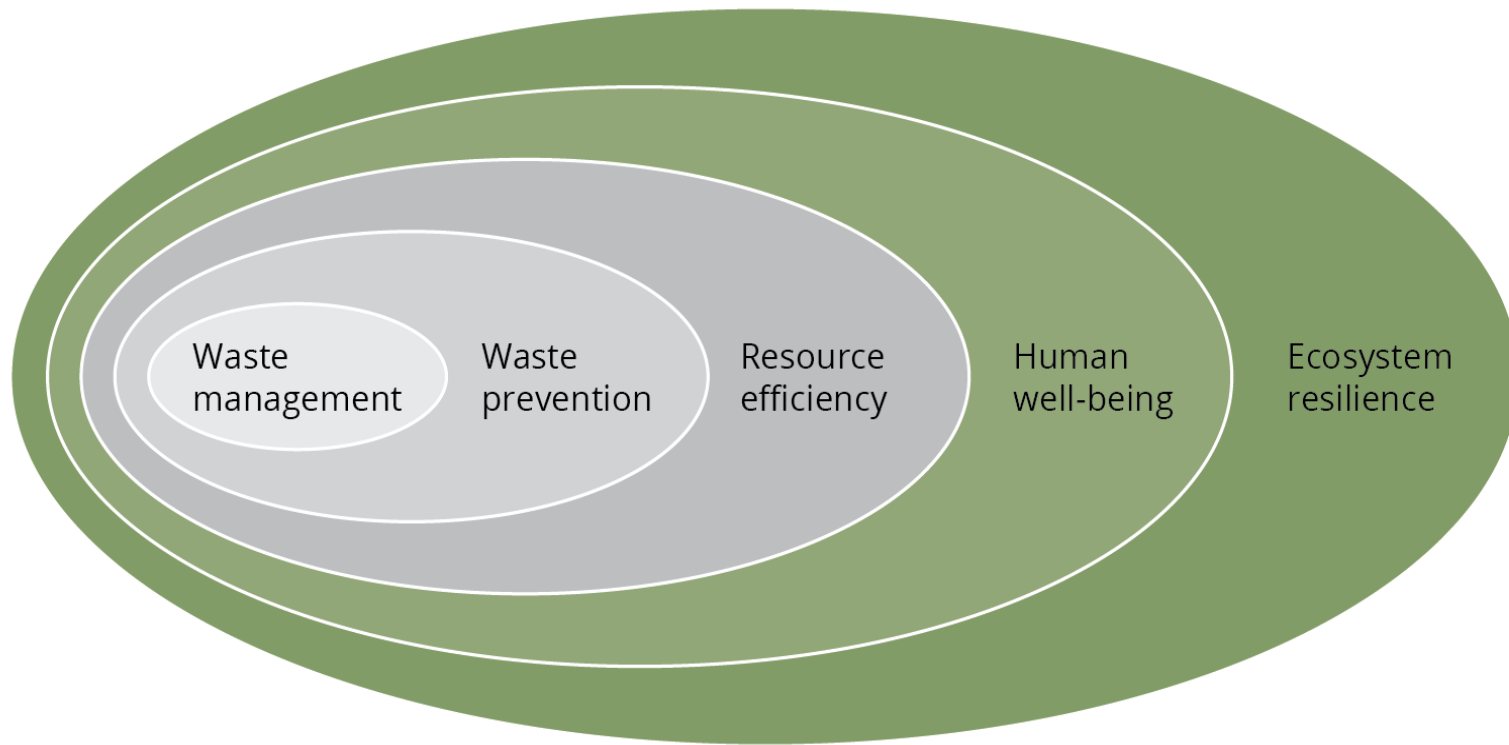 Waste
management
Waste
prevention
Resource
efficiency
Human
well-being
Ecosystem
resilience